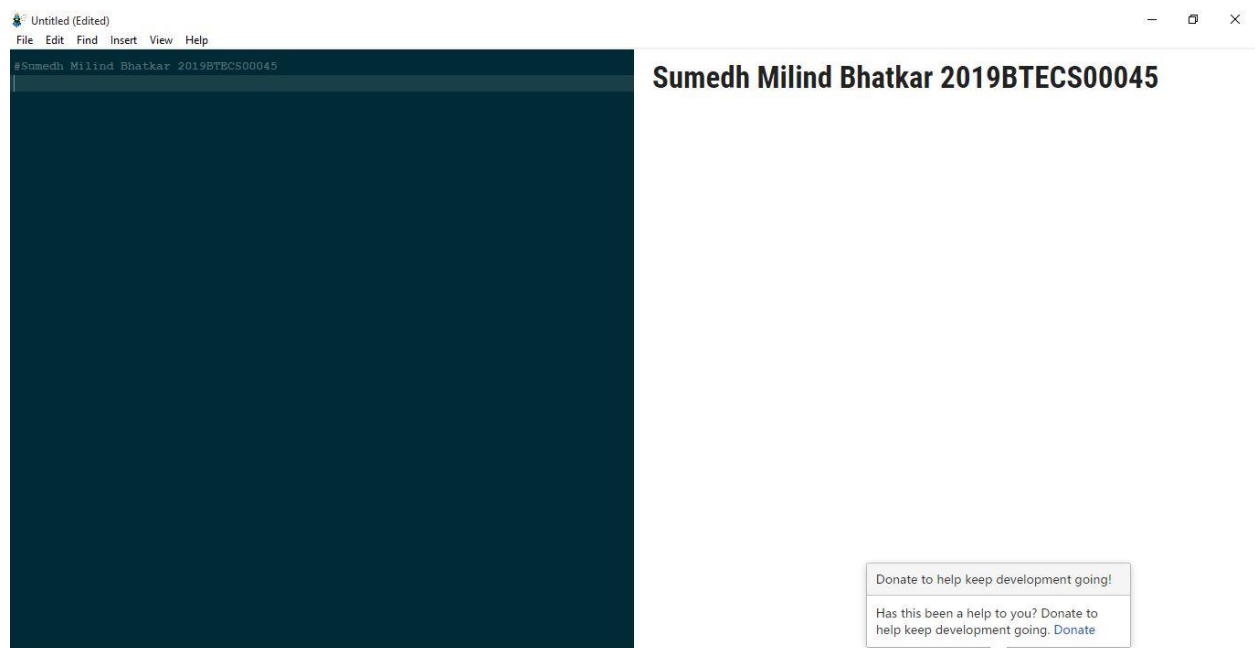 Untitled (Edited)
File Edit Find Insert View Help
#Sumedh Milind Bhatkar 2019BTECS00045
Sumedh Milind Bhatkar 2019BTECS00045
Donate to help keep development going!
Has this been a help to you? Donate to
help keep development going. Donate